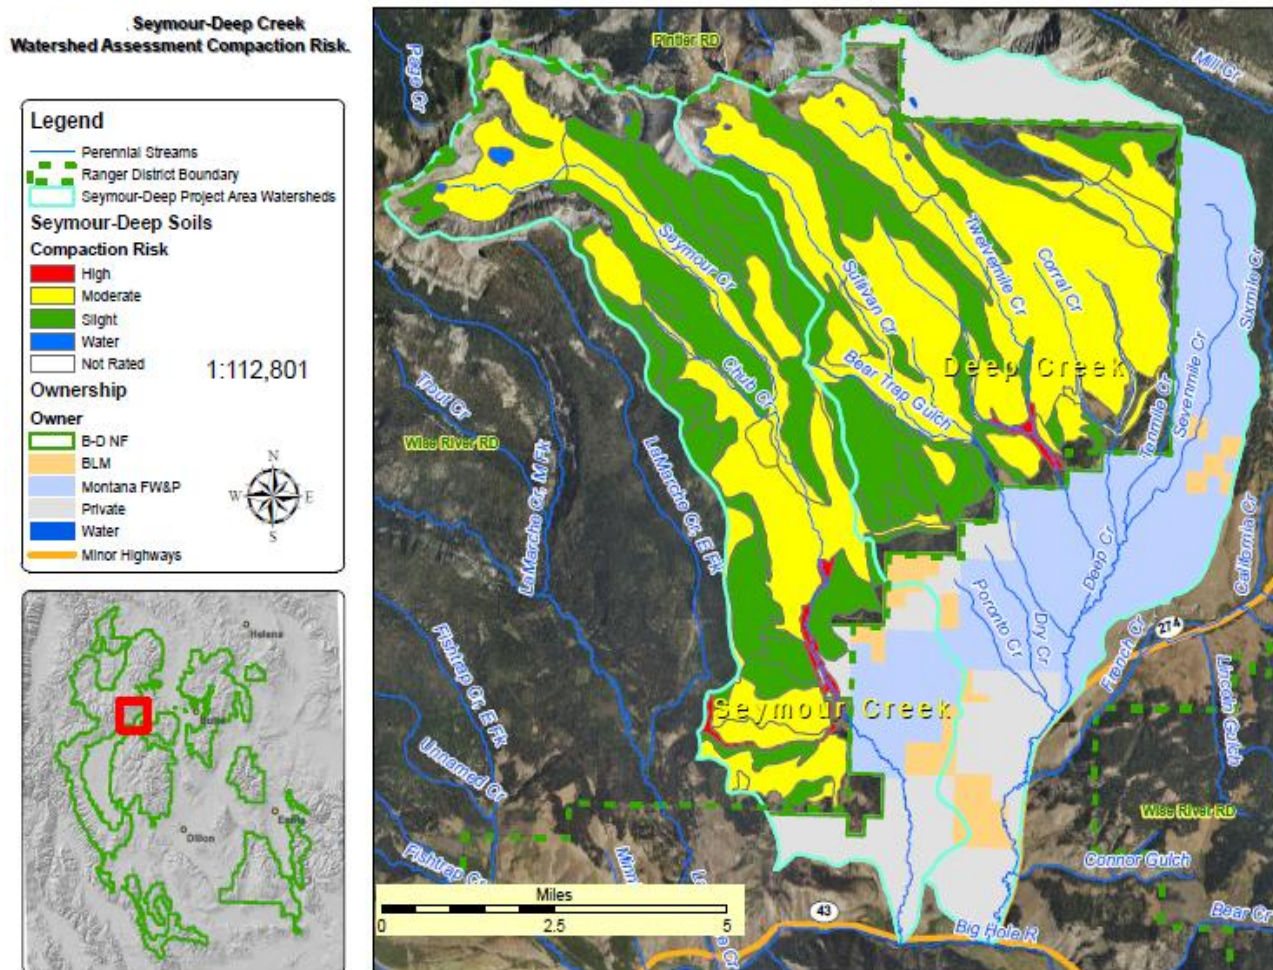 . Seymour-Deep Creek
Watershed Assessment Compaction Risk.
Legend
Perennial Streams
Ranger District Boundary
Seymour-Deep Project Area Watersheds
Seymour-Deep Soils
Compaction Risk
High
Moderate
Slight
Water
Not Rated
1:112,801
Ownership
Owner
B-D NF
BLM
Montana FW&P
Private
Water
Minor Highways
N
W
E
S
Helena
Dillon
Pintler RD
Page Cr
Mill Cr
Seymour Cr
Sullivan Cr
Twelvemile Cr
Corral Cr
Sixmile Cr
Deep Creek
Bear Trap Gulch
Chub Cr
Tenmile Cr
Sevenmile Cr
Trout Cr
Wise River RD
LaMarche Cr, M Fk
LaMarche Cr, E Fk
California Cr
Deep Cr
Poronto Cr
Dry Cr
French Cr
274
Lincoln Gulch
Fishtrap Cr, E Fk
Seymour Creek
Unnamed Cr
Wise River RD
Connor Gulch
Fishtrap
Miles
0
2.5
5
43
Big Hole R
Bear Cr